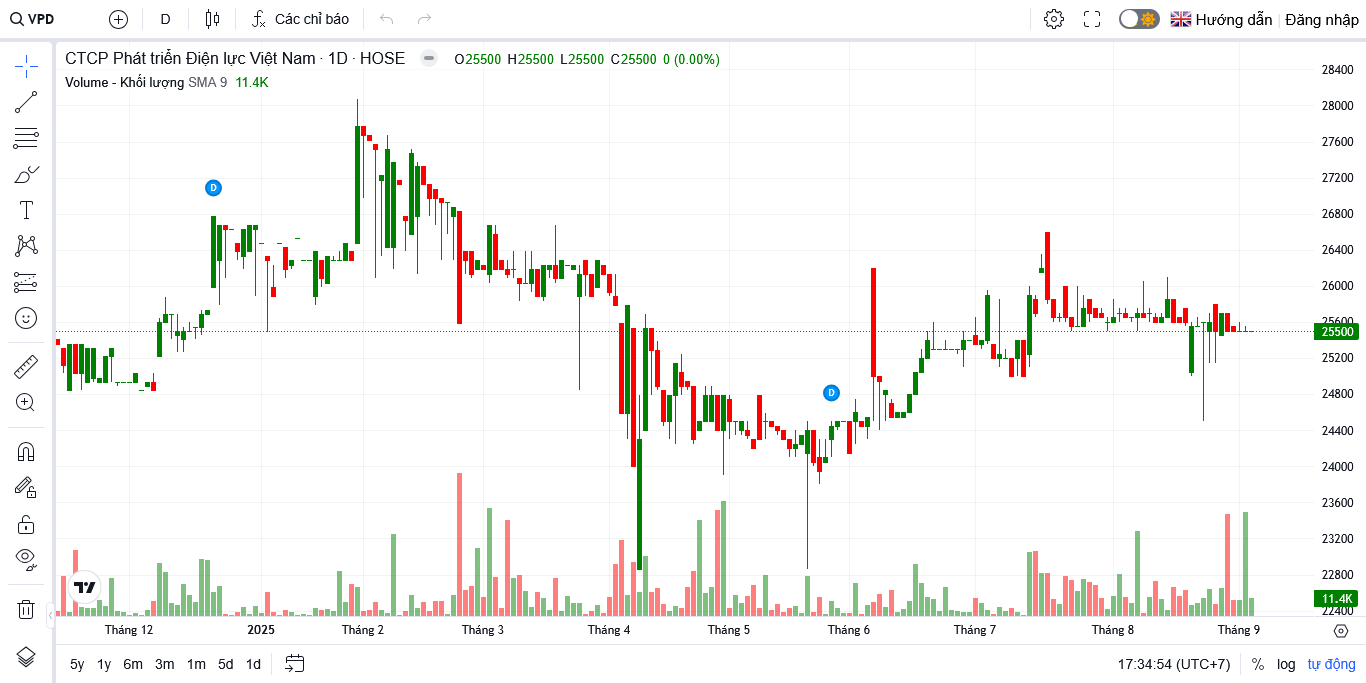 VPD D Các chỉ báo Hướng dẫn Đăng nhập
CTCP Phát triển Điện lực Việt Nam · 1D · HOSE O25500 H25500 L25500 C25500 0 (0.00%)
Volume - Khối lượng SMA 9 11.4K
D
D
28400
28000
27600
27200
26800
26400
26000
25600
25500
25200
24800
24400
24000
23600
23200
22800
11.4K
22400
Tháng 12 2025 Tháng 2 Tháng 3 Tháng 4 Tháng 5 Tháng 6 Tháng 7 Tháng 8 Tháng 9
5y 1y 6m 3m 1m 5d 1d 17:34:54 (UTC+7) % log tự động